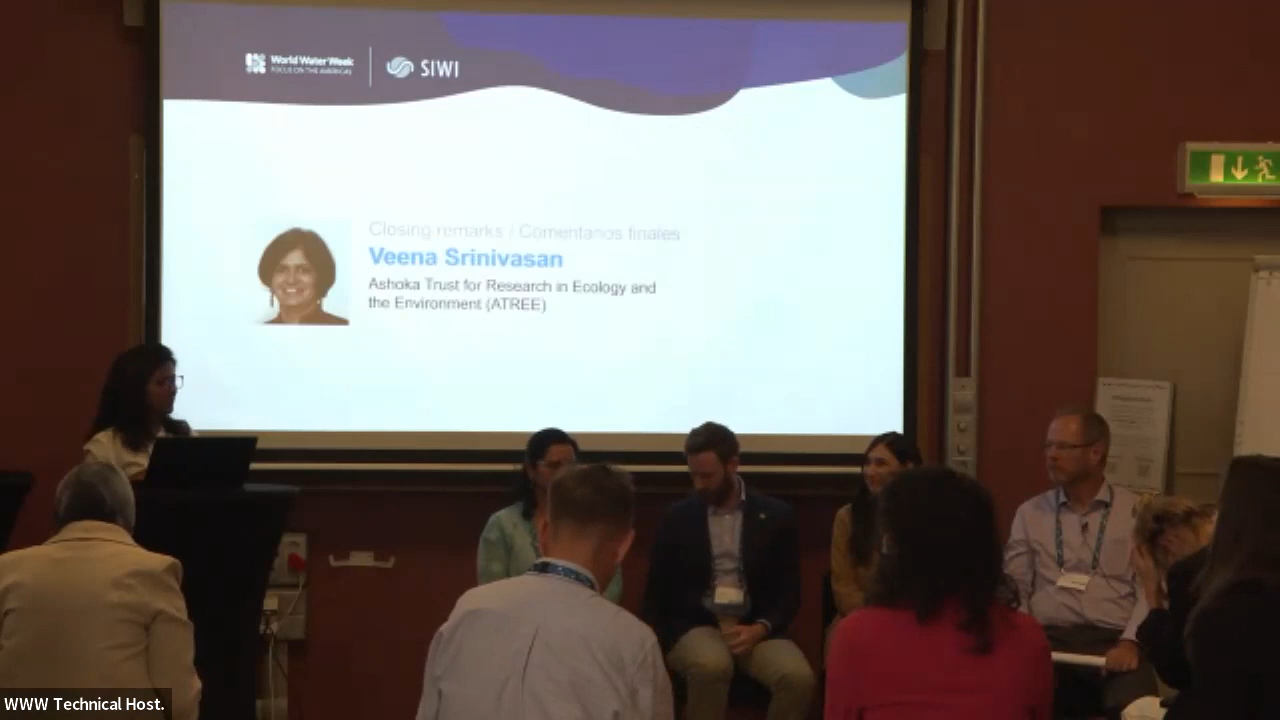 World Water Week
FOCUS ON THE AMERICAS
SIWI
Closing remarks / Comentarios finales
Veena Srinivasan
Ashoka Trust for Research in Ecology and
the Environment (ATREE)
WWW Technical Host.